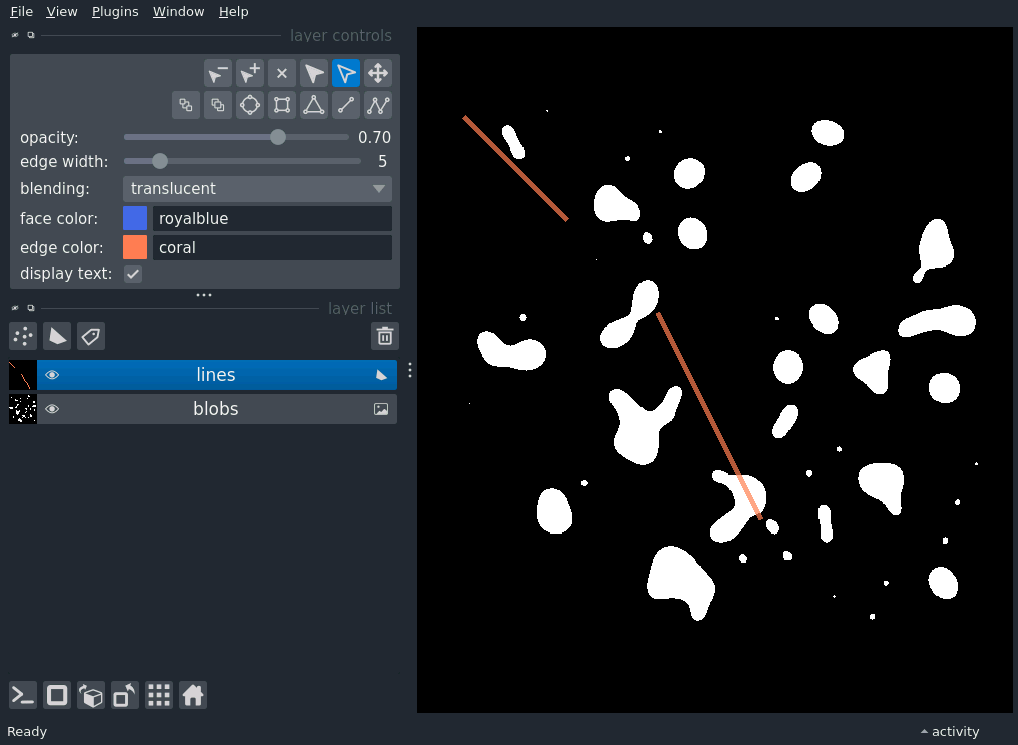 File View Plugins Window Help
layer controls
opacity: 0.70
edge width: 5
blending: translucent
face color: royalblue
edge color: coral
display text:
layer list
lines
blobs
Ready
activity